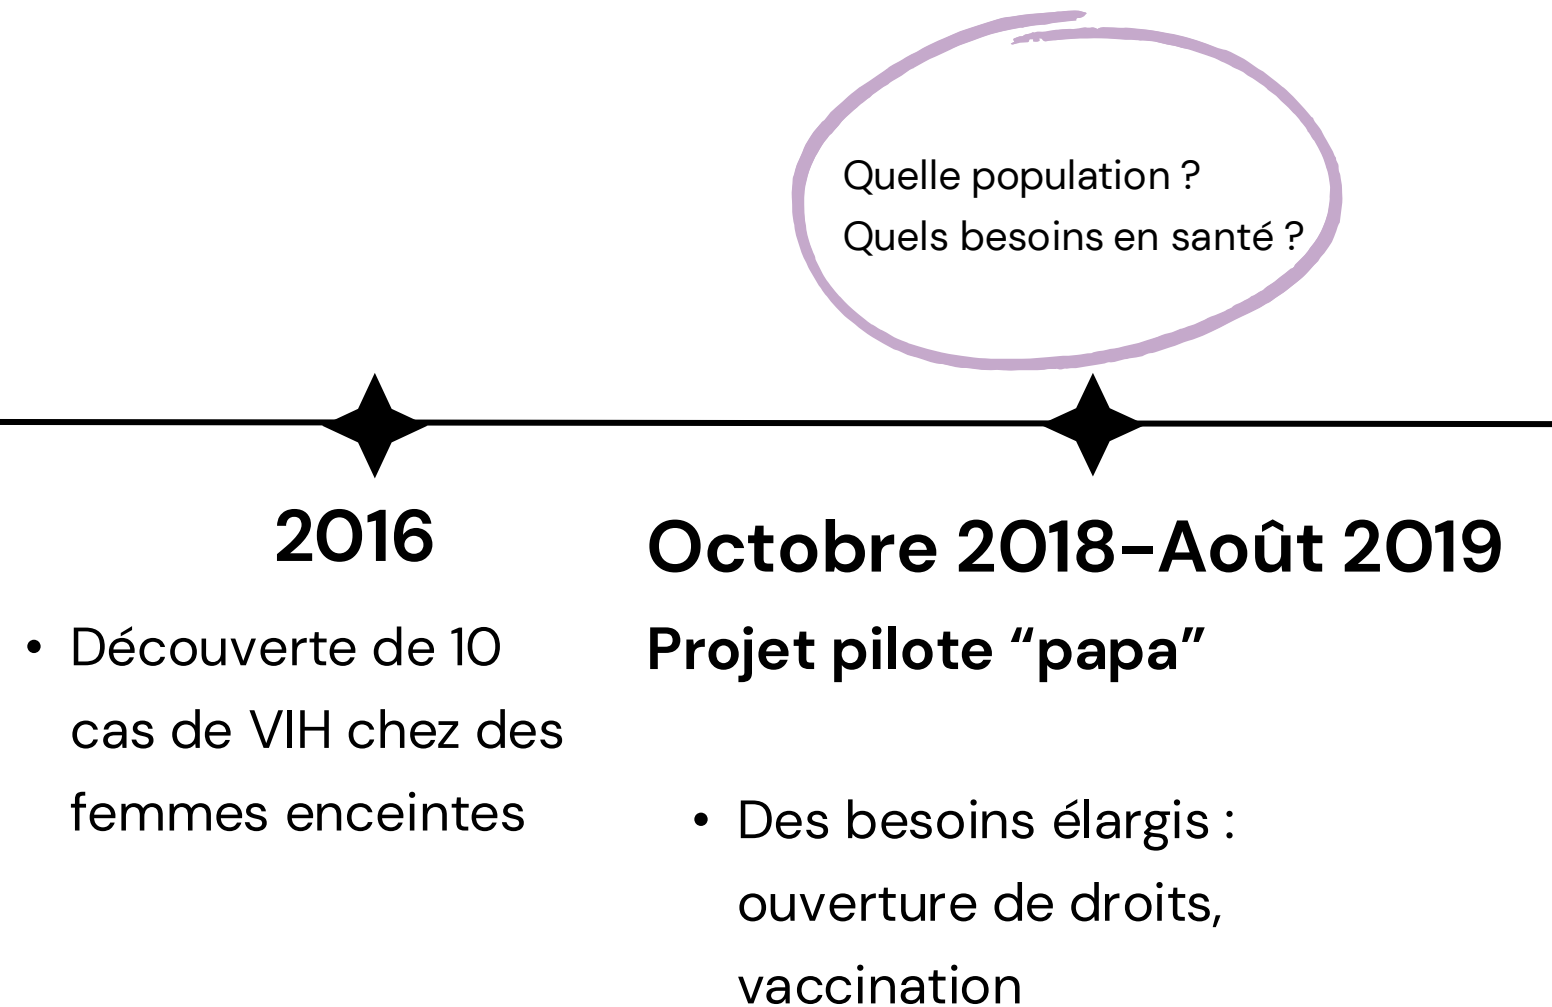 Quelle population ?
Quels besoins en santé ?
2016
• Découverte de 10
cas de VIH chez des
femmes enceintes
Octobre 2018-Août 2019
Projet pilote “papa”
• Des besoins élargis :
ouverture de droits,
vaccination